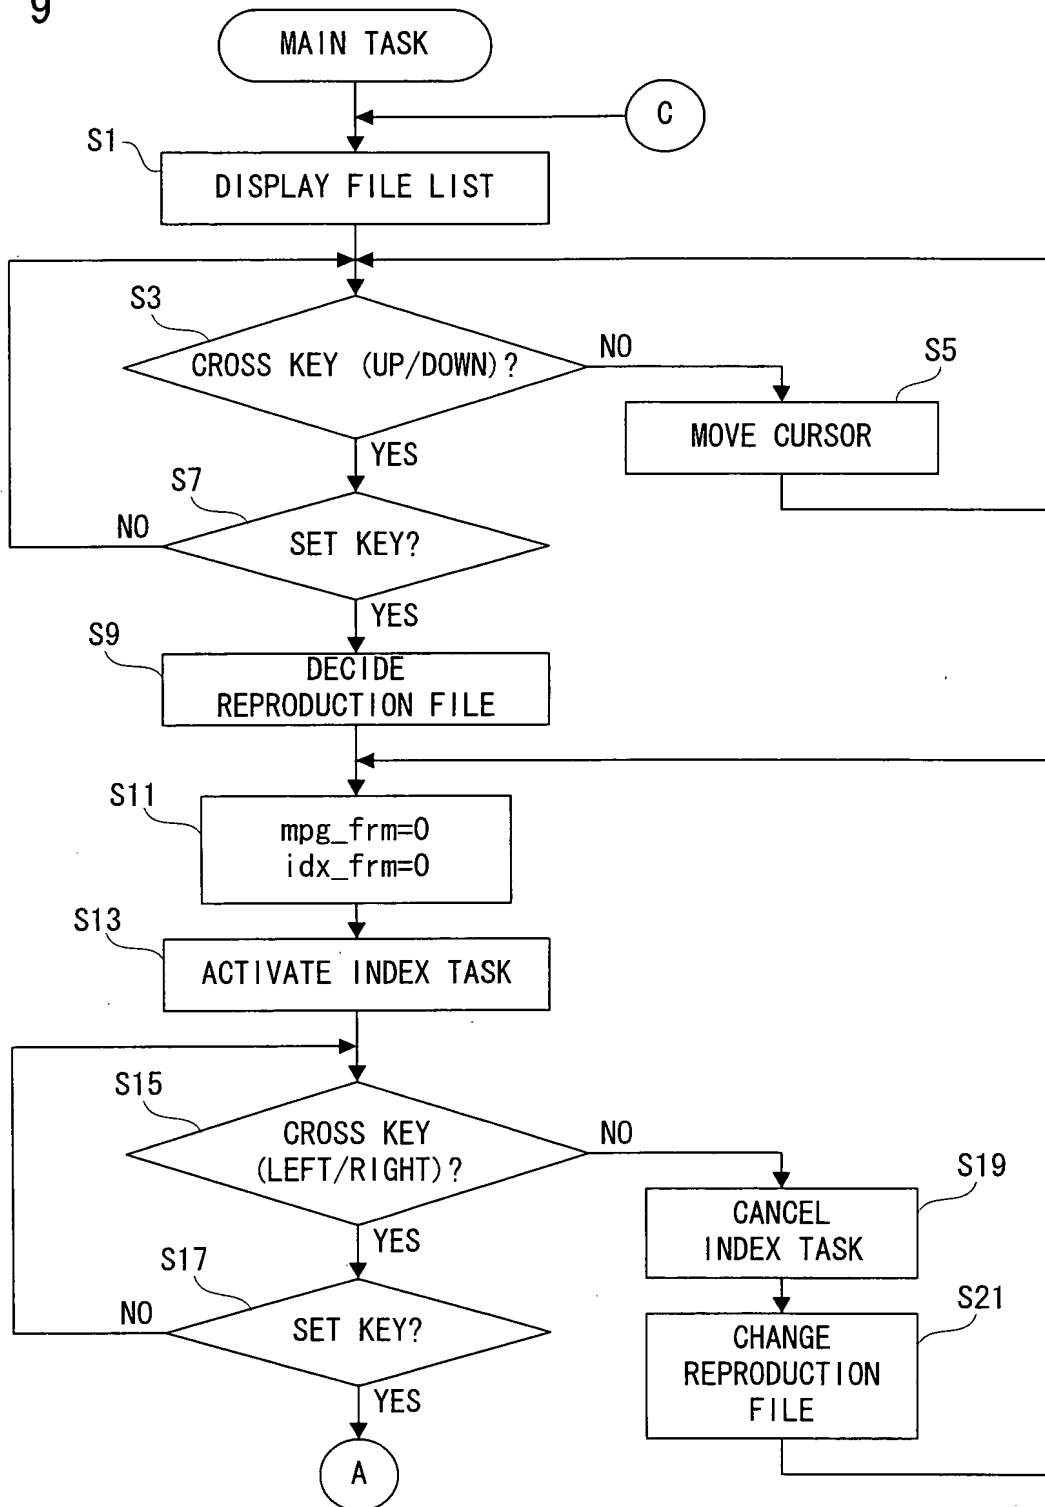 9
MAIN TASK
C
S1
DISPLAY FILE LIST
S3
CROSS KEY (UP/DOWN)?
NO
S5
MOVE CURSOR
YES
S7
NO
SET KEY?
YES
S9
DECIDE
REPRODUCTION FILE
S11
mpg_frm=0
idx_frm=0
S13
ACTIVATE INDEX TASK
S15
CROSS KEY
(LEFT/RIGHT)?
NO
S19
CANCEL
INDEX TASK
YES
S17
NO
SET KEY?
S21
CHANGE
REPRODUCTION
FILE
YES
A